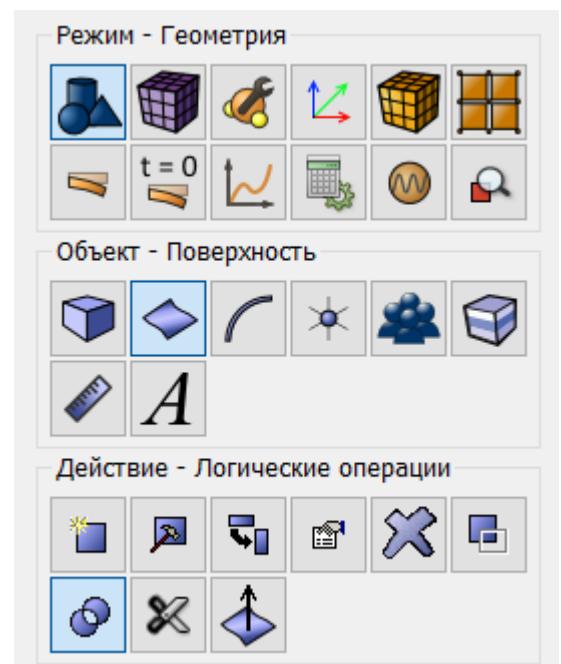 Режим - Геометрия
t = 0
Объект - Поверхность
A
Действие - Логические операции